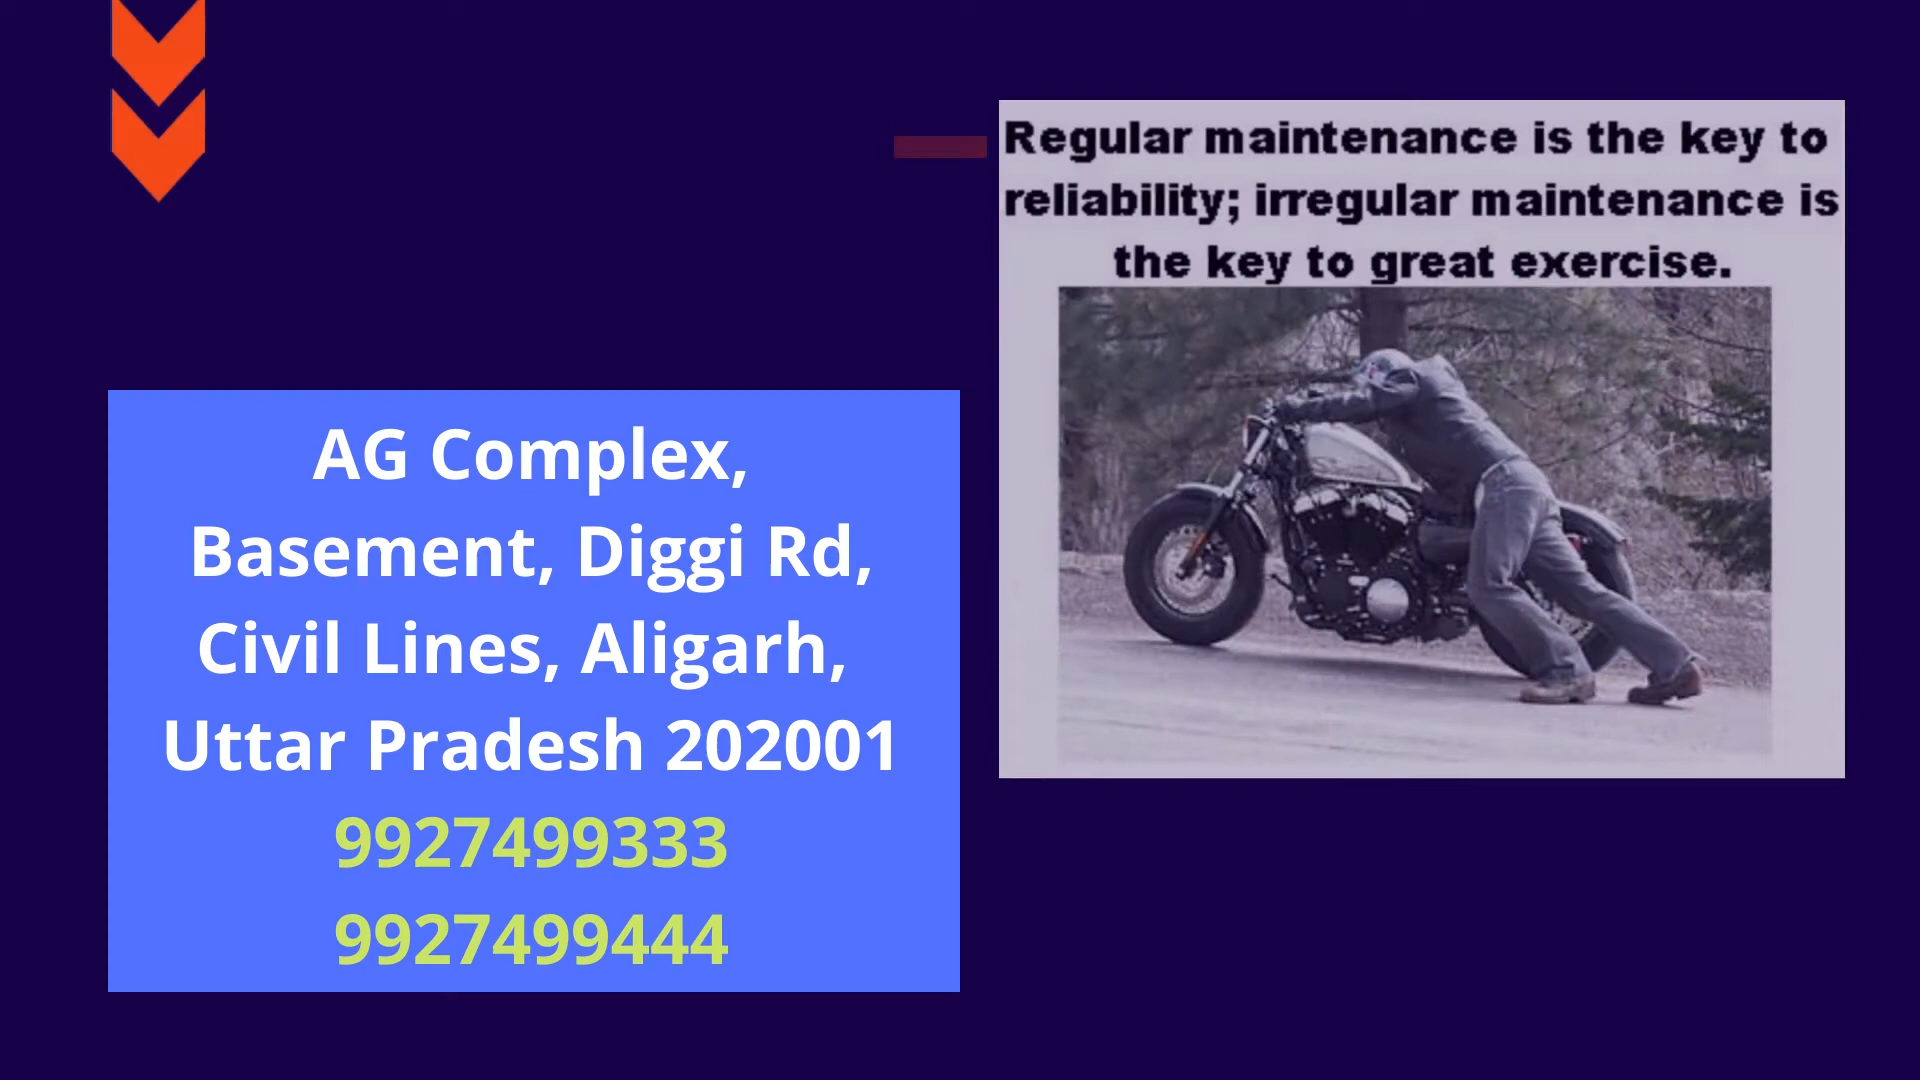 Regular maintenance is the key to
reliability; irregular maintenance is
the key to great exercise.
AG Complex,
Basement, Diggi Rd,
Civil Lines, Aligarh,
Uttar Pradesh 202001
9927499333
9927499444